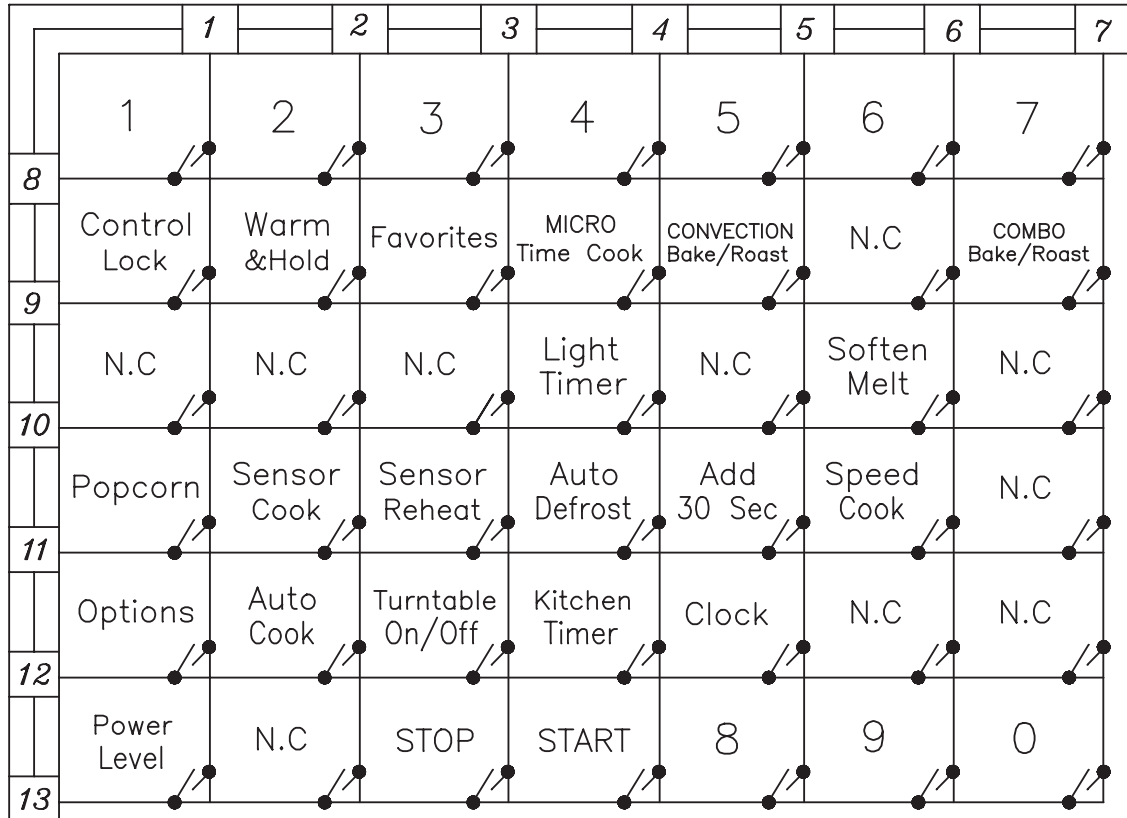 1 2 3 4 5 6 7
1 2 3 4 5 6 7
8
Control Lock Warm &Hold Favorites MICRO Time Cook CONVECTION Bake/Roast N.C COMBO Bake/Roast
9
N.C N.C N.C Light Timer N.C Soften Melt N.C
10
Popcorn Sensor Cook Sensor Reheat Auto Defrost Add 30 Sec Speed Cook N.C
11
Options Auto Cook Turntable On/Off Kitchen Timer Clock N.C N.C
12
Power Level N.C STOP START 8 9 0
13